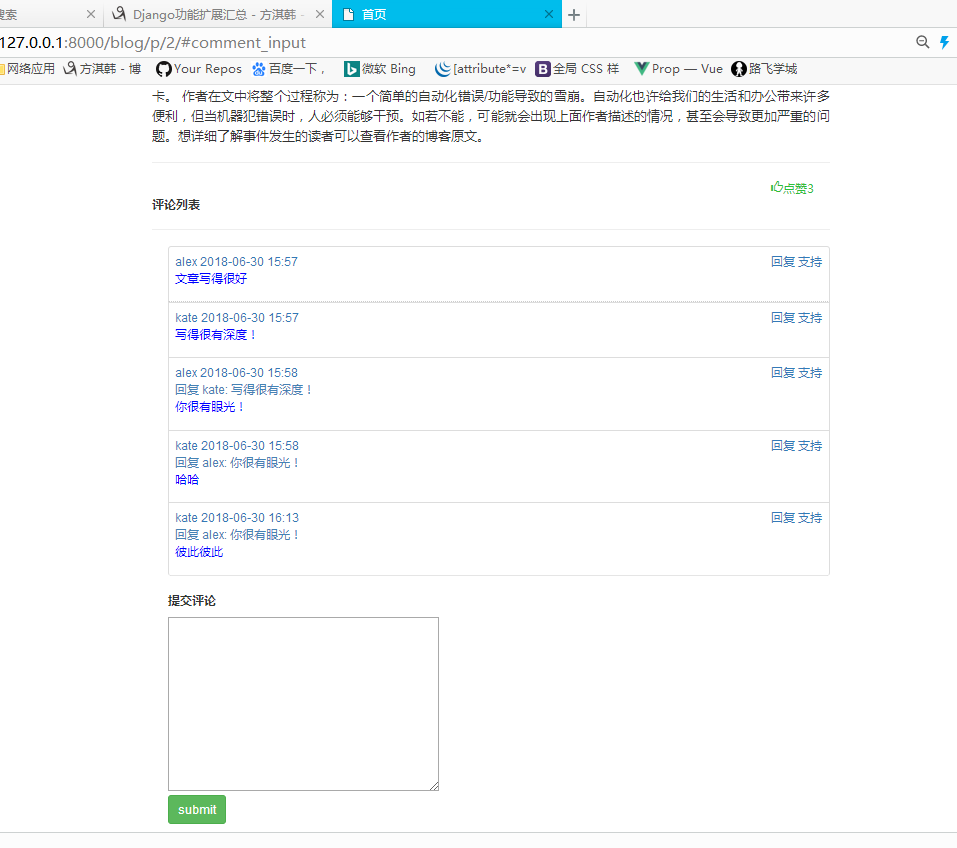 搜索
Django功能扩展汇总 - 方淇韩 -
首页
127.0.0.1:8000/blog/p/2/#comment_input
网络应用 方淇韩 - 博 Your Repos 百度一下， 微软 Bing [attribute*=v B 全局 CSS 样 Prop — Vue 路飞学城
卡。 作者在文中将整个过程称为：一个简单的自动化错误/功能导致的雪崩。自动化也许给我们的生活和办公带来许多
便利，但当机器犯错误时，人必须能够干预。如若不能，可能就会出现上面作者描述的情况，甚至会导致更加严重的问
题。想详细了解事件发生的读者可以查看作者的博客原文。
点赞3
评论列表
alex 2018-06-30 15:57 回复 支持
文章写得很好
kate 2018-06-30 15:57 回复 支持
写得很有深度！
alex 2018-06-30 15:58 回复 支持
回复 kate: 写得很有深度！
你很有眼光！
kate 2018-06-30 15:58 回复 支持
回复 alex: 你很有眼光！
哈哈
kate 2018-06-30 16:13 回复 支持
回复 alex: 你很有眼光！
彼此彼此
提交评论
submit